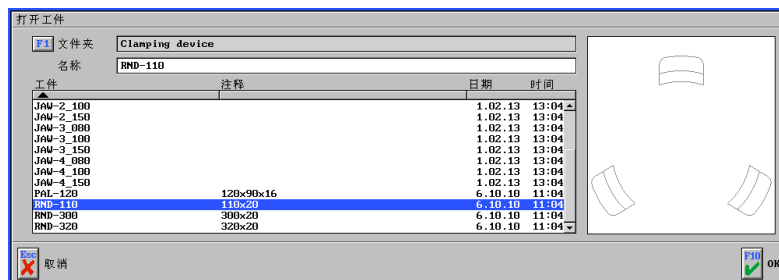 打开工件
F1 文件夹 Clamping device
名称 RND-110
工件 注释 日期 时间
JAW-2_100 1.02.13 13:04
JAW-2_150 1.02.13 13:04
JAW-3_080 1.02.13 13:04
JAW-3_100 1.02.13 13:04
JAW-3_150 1.02.13 13:04
JAW-4_080 1.02.13 13:04
JAW-4_100 1.02.13 13:04
JAW-4_150 1.02.13 13:04
PAL-120 120x90x16 6.10.10 11:04
RND-110 110x20 6.10.10 11:04
RND-300 300x20 6.10.10 11:04
RND-320 320x20 6.10.10 11:04
Esc 取消
F10 OK